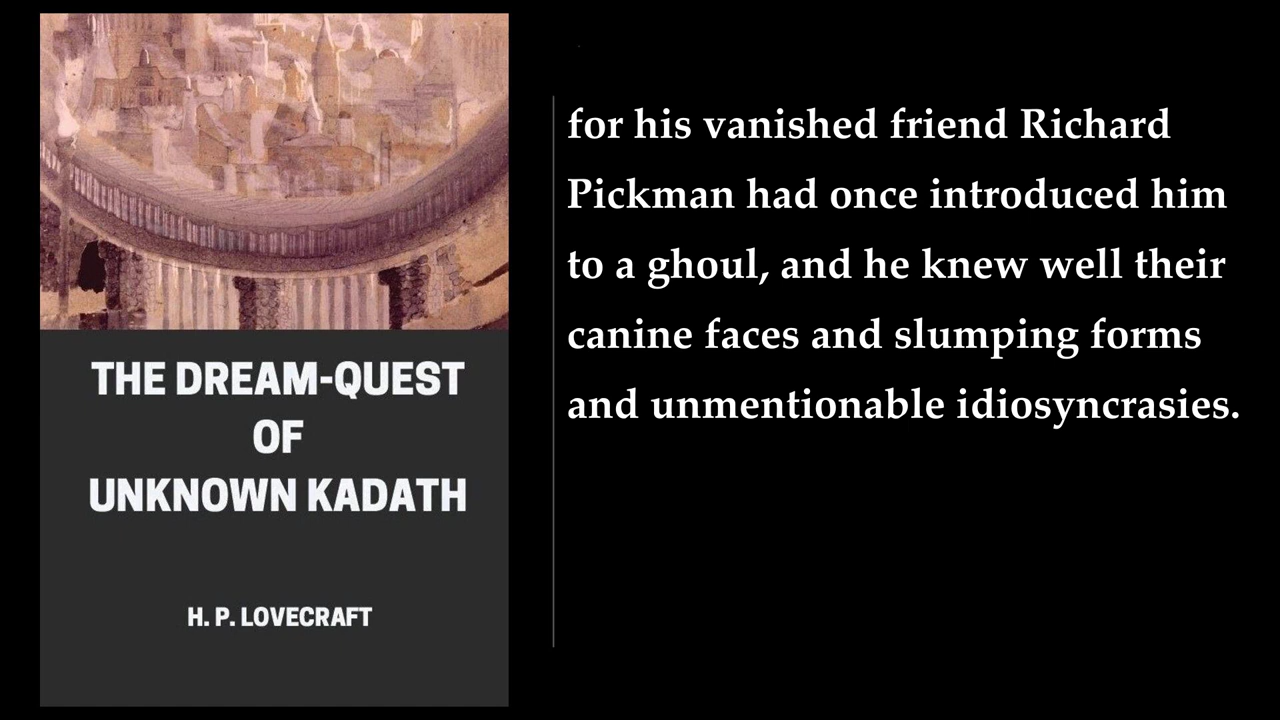 THE DREAM-QUEST
OF
UNKNOWN KADATH
H. P. LOVECRAFT
for his vanished friend Richard
Pickman had once introduced him
to a ghoul, and he knew well their
canine faces and slumping forms
and unmentionable idiosyncrasies.